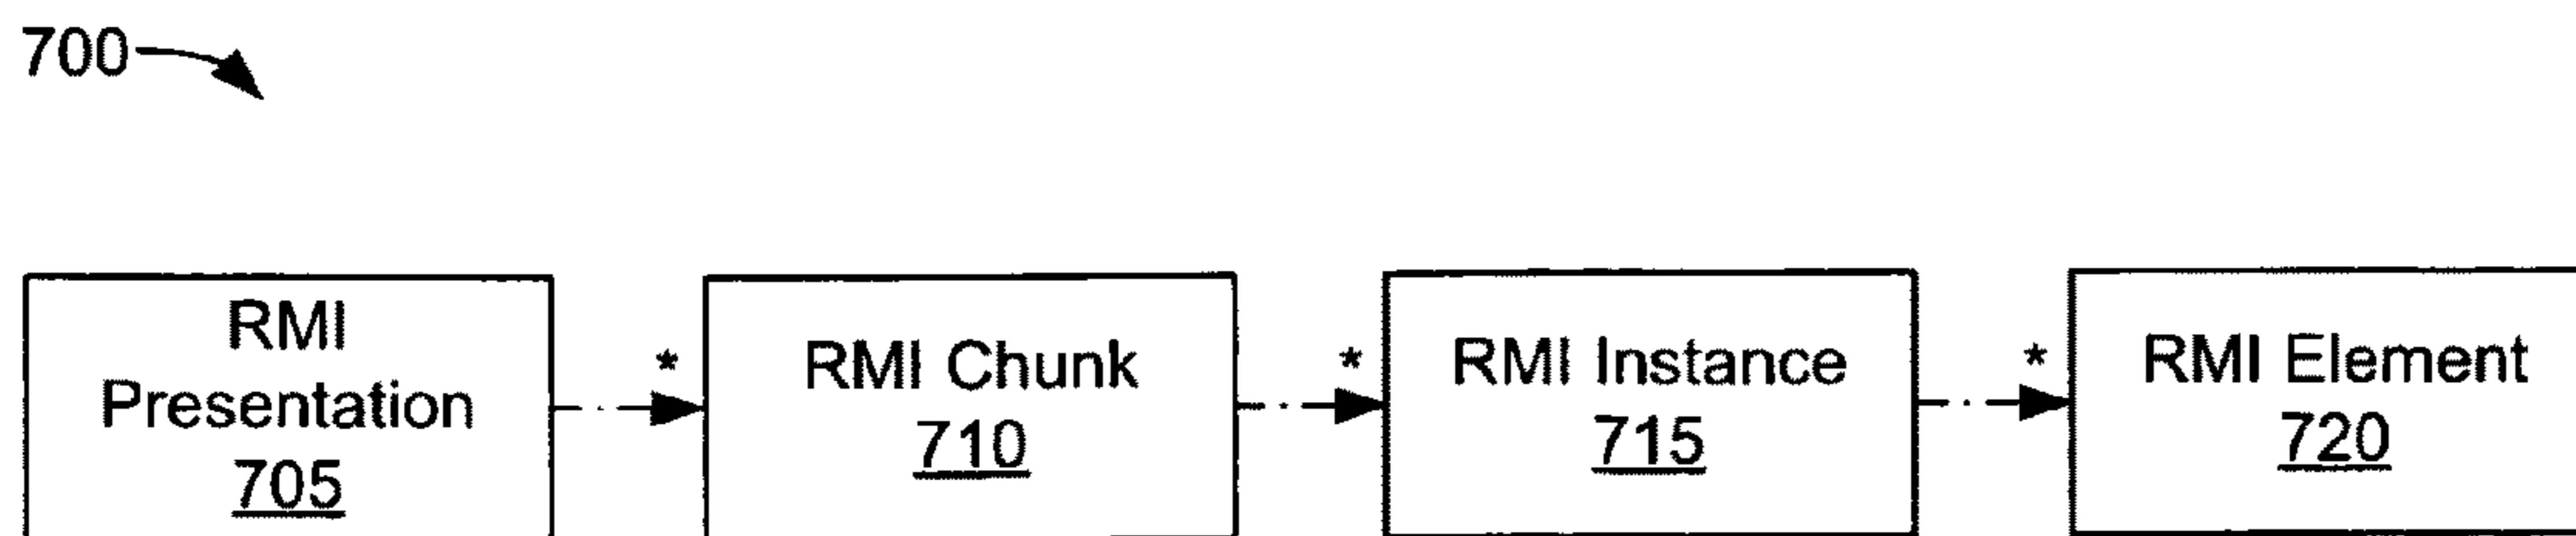 700
RMI
Presentation
705
*
RMI Chunk
710
*
RMI Instance
715
*
RMI Element
720